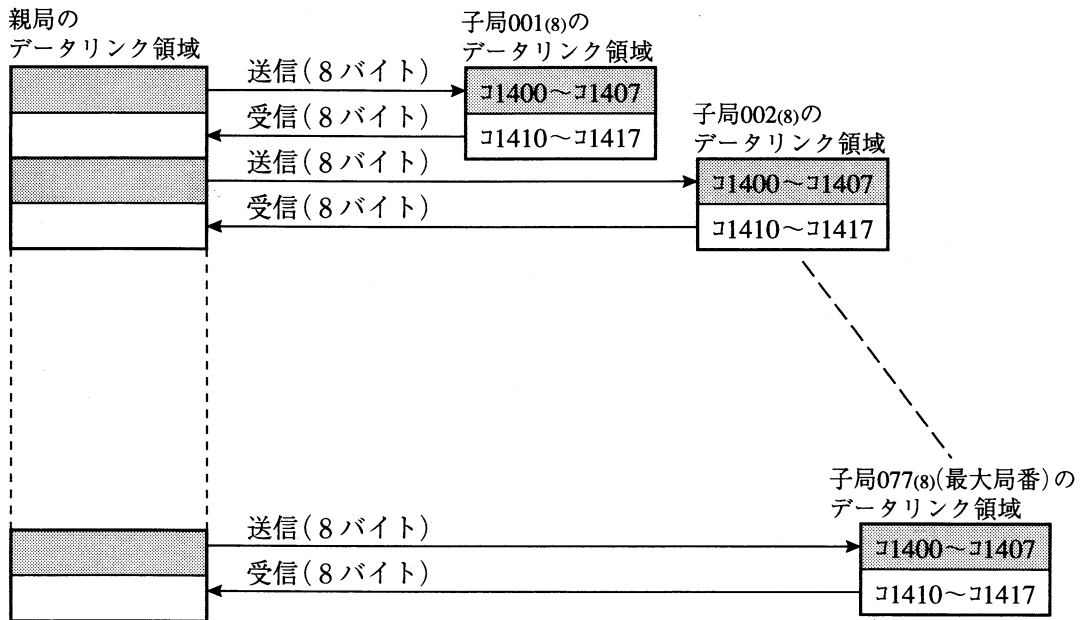 親局の
データリンク領域
子局001(8)の
データリンク領域
送信(8バイト)
ｺ1400～ｺ1407
受信(8バイト)
ｺ1410～ｺ1417
子局002(8)の
データリンク領域
送信(8バイト)
ｺ1400～ｺ1407
受信(8バイト)
ｺ1410～ｺ1417
子局077(8)(最大局番)の
データリンク領域
送信(8バイト)
ｺ1400～ｺ1407
受信(8バイト)
ｺ1410～ｺ1417